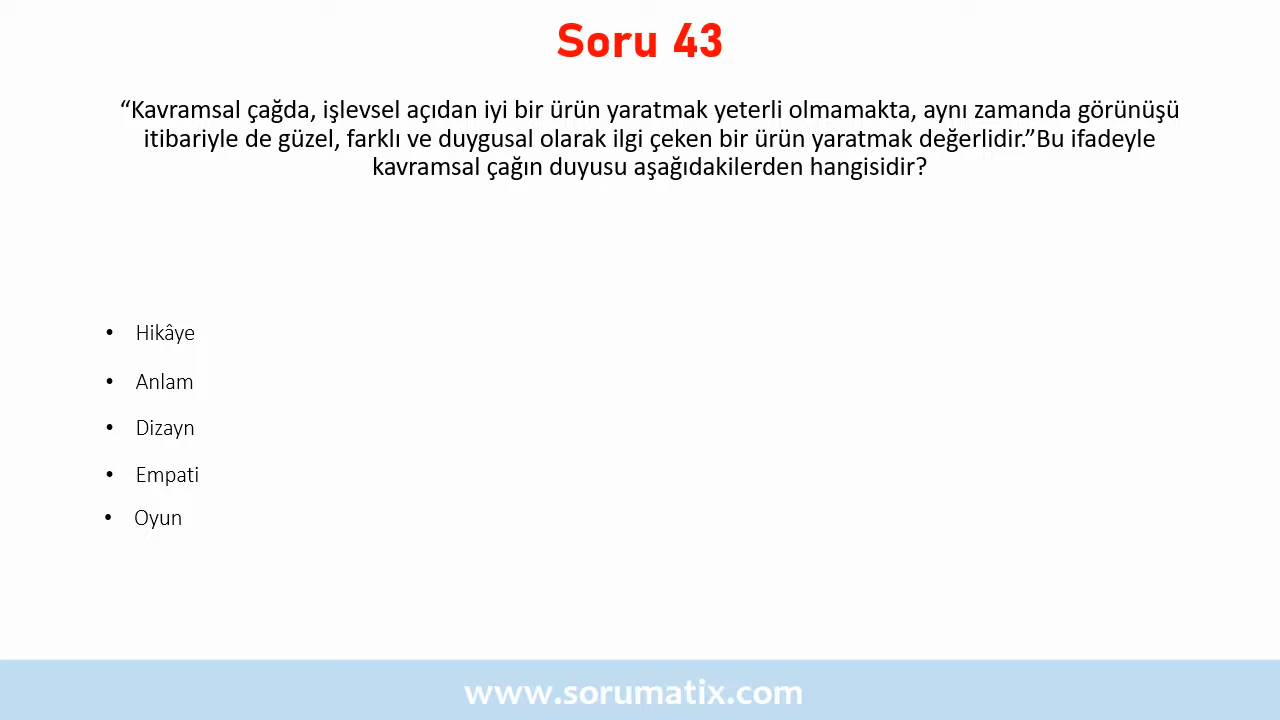 Soru 43
“Kavramsal çağda, işlevsel açıdan iyi bir ürün yaratmak yeterli olmamakta, aynı zamanda görünüşü
itibariyle de güzel, farklı ve duygusal olarak ilgi çeken bir ürün yaratmak değerlidir.”Bu ifadeyle
kavramsal çağın duyusu aşağıdakilerden hangisidir?
• Hikâye
• Anlam
• Dizayn
• Empati
• Oyun
www.sorumatix.com